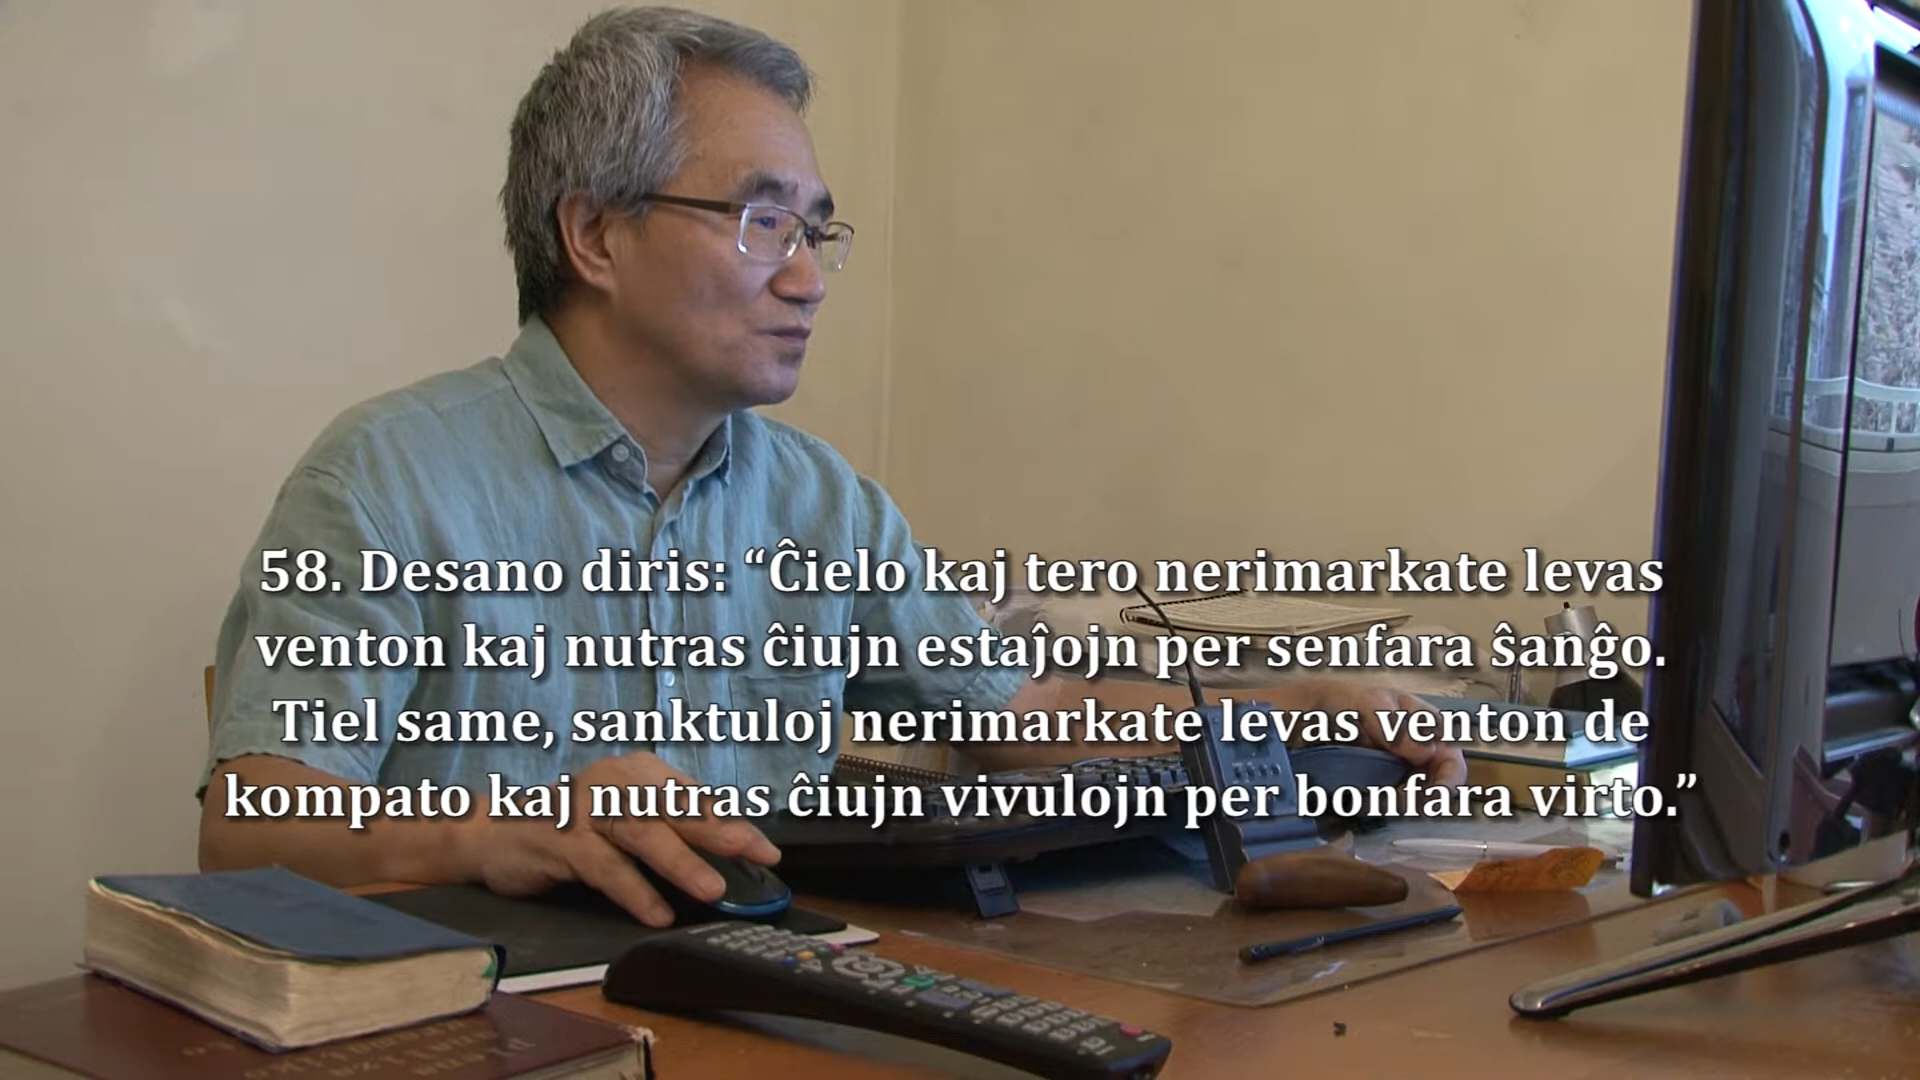 58. Desano diris: “Ĉielo kaj tero nerimarkate levas
venton kaj nutras ĉiujn estaĵojn per senfara ŝanĝo.
Tiel same, sanktuloj nerimarkate levas venton de
kompato kaj nutras ĉiujn vivulojn per bonfara virto.”